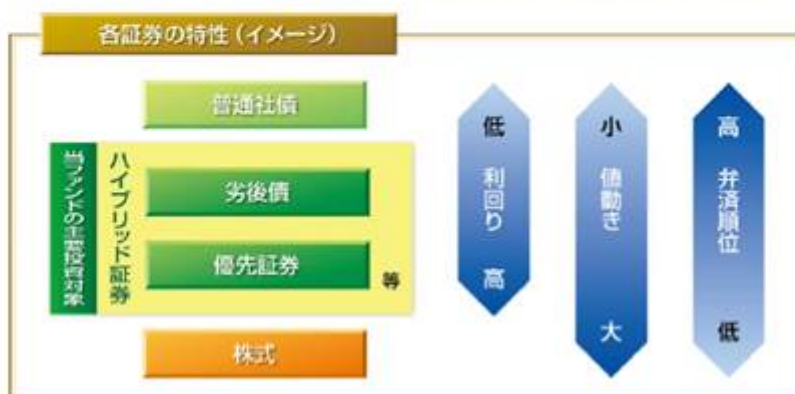 各証券の特性（イメージ）
普通社債
当ファンドの主要投資対象
ハイブリッド証券
劣後債
優先証券
等
株式
低 利回り 高
小 値動き 大
高 弁済順位 低